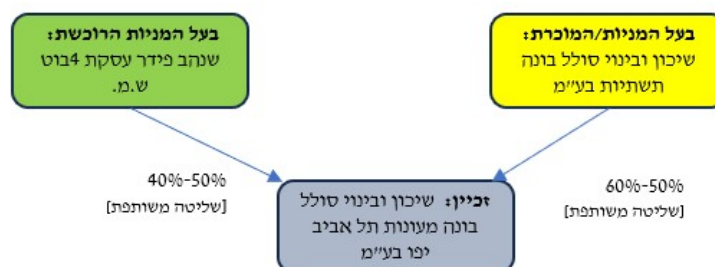 בעל המניות הרוכשת:
שנהב פידר עסקת 4בוט
ש.מ.
בעל המניות/המוכרת:
שיכון ובינוי סולל בונה
תשתיות בע"מ
40%-50%
[שליטה משותפת]
60%-50%
[שליטה משותפת]
זכיין: שיכון ובינוי סולל
בונה מעונות תל אביב
יפו בע"מ